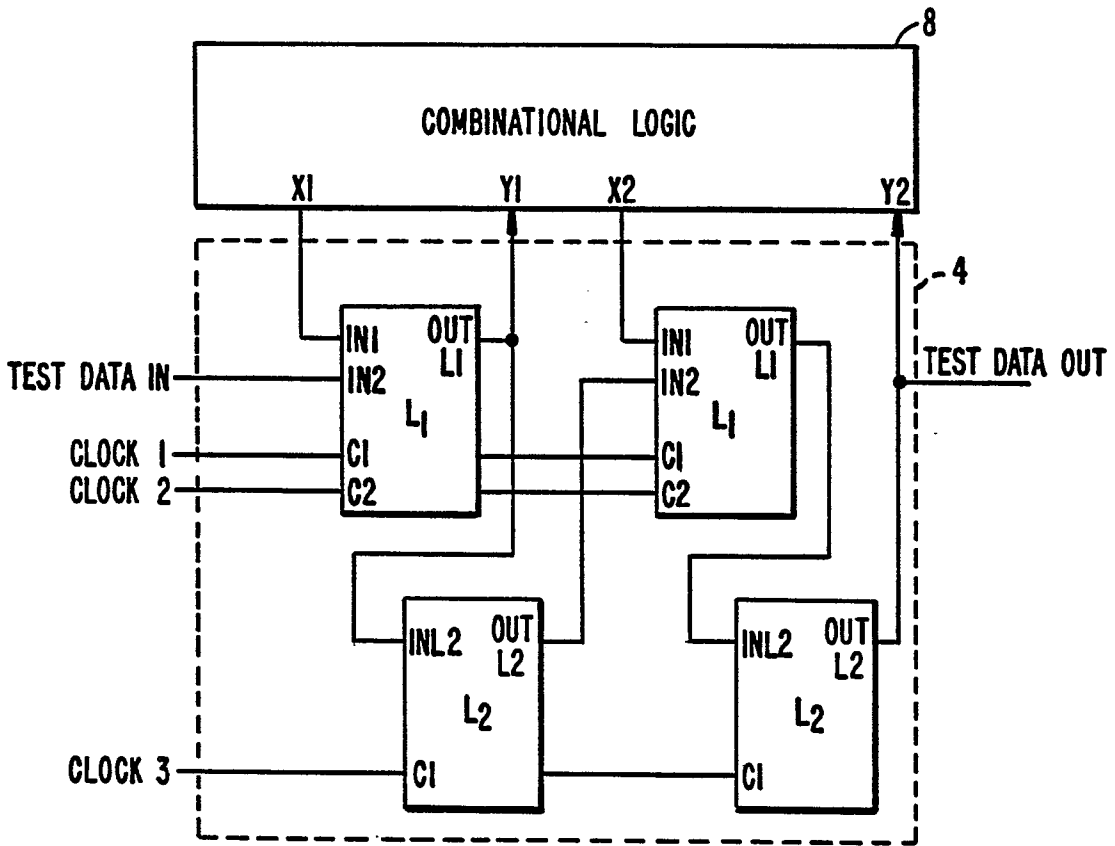 8
COMBINATIONAL LOGIC
X1 Y1 X2 Y2
4
IN1 OUT L1
IN1 OUT L1
TEST DATA IN
IN2
IN2
TEST DATA OUT
L1
L1
CLOCK 1
C1
C1
CLOCK 2
C2
C2
INL2 OUT L2
INL2 OUT L2
L2
L2
CLOCK 3
C1
C1